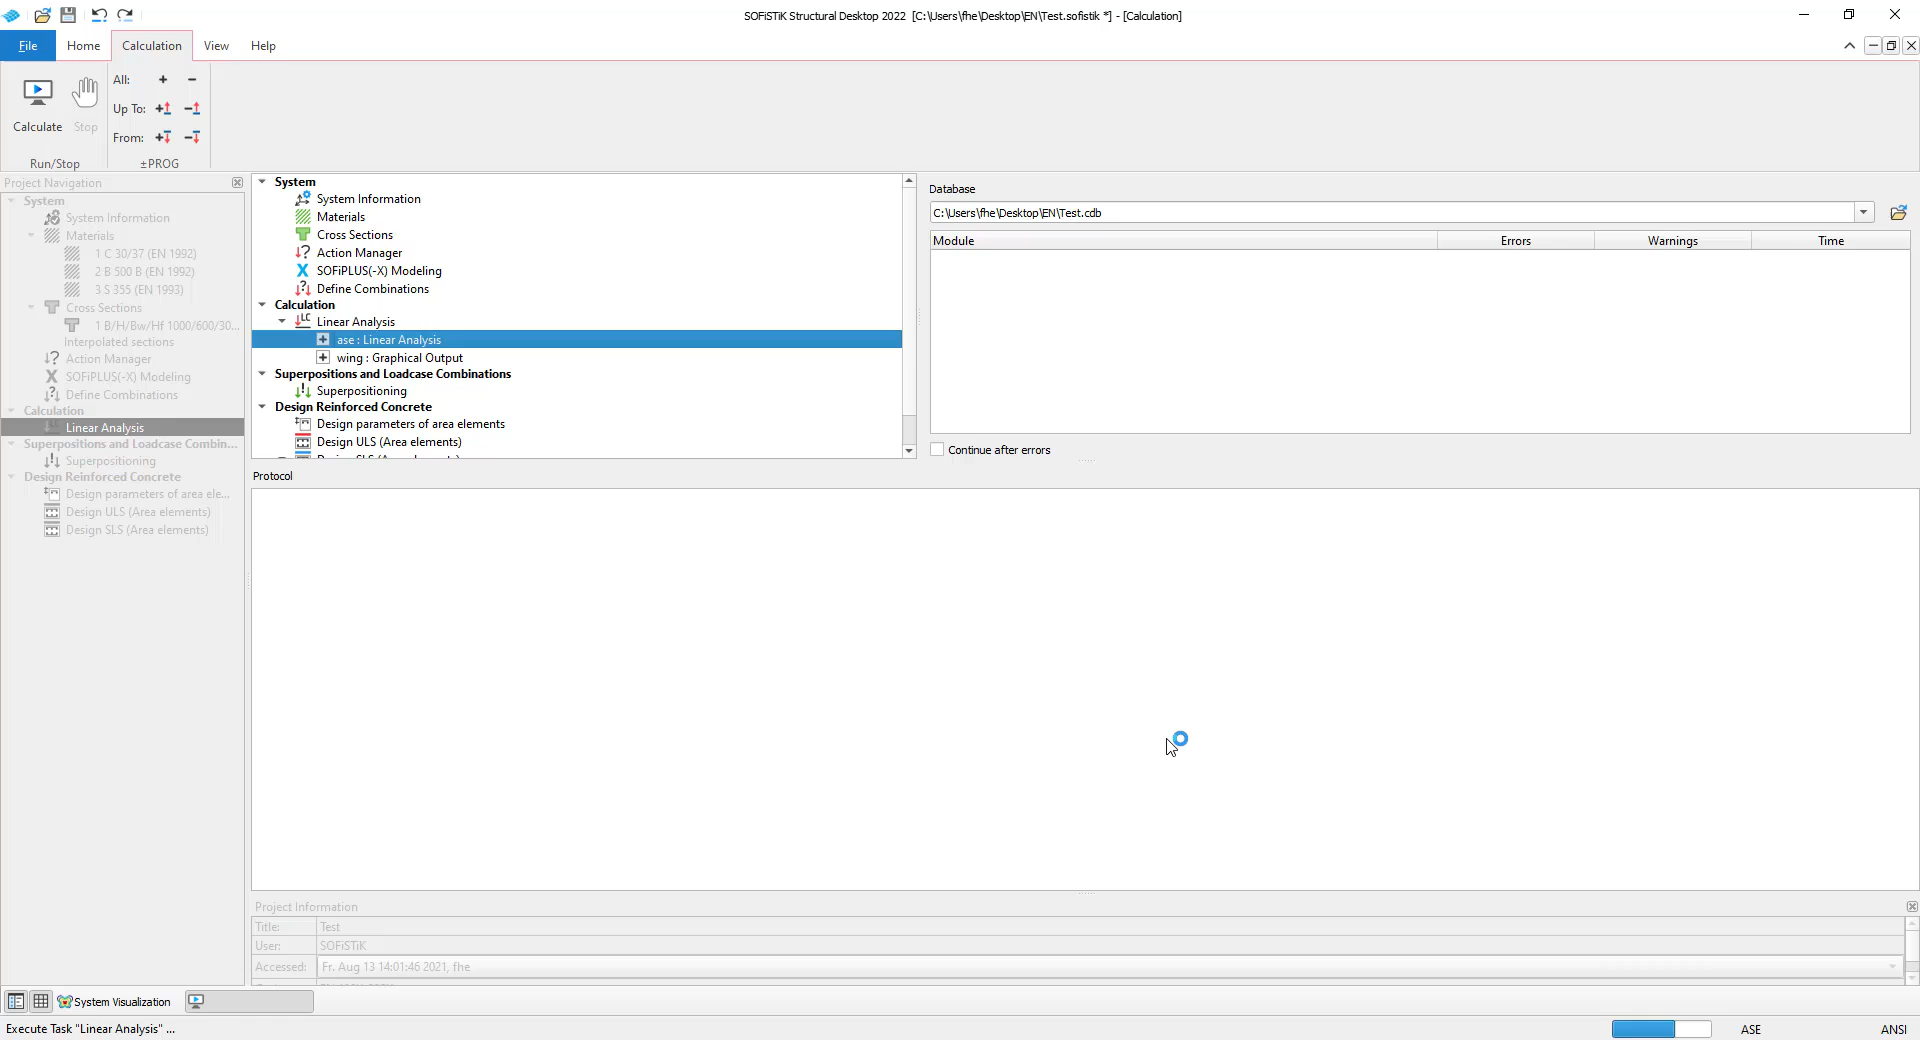 SOFiSTiK Structural Desktop 2022 [C:\Users\fhe\Desktop\EN\Test.sofistik *] - [Calculation]
File Home Calculation View Help
Calculate Stop
All:
Up To:
From:
Run/Stop ±PROG
Project Navigation
System
System Information
Materials
1 C 30/37 (EN 1992)
2 B 500 B (EN 1992)
3 S 355 (EN 1993)
Cross Sections
1 B/H/Bw/Hf 1000/600/30...
Interpolated sections
Action Manager
SOFiPLUS(-X) Modeling
Define Combinations
Calculation
Linear Analysis
Superpositions and Loadcase Combin...
Superpositioning
Design Reinforced Concrete
Design parameters of area ele...
Design ULS (Area elements)
Design SLS (Area elements)
System
System Information
Materials
Cross Sections
Action Manager
SOFiPLUS(-X) Modeling
Define Combinations
Calculation
Linear Analysis
ase : Linear Analysis
wing : Graphical Output
Superpositions and Loadcase Combinations
Superpositioning
Design Reinforced Concrete
Design parameters of area elements
Design ULS (Area elements)
Database
C:\Users\fhe\Desktop\EN\Test.cdb
Module Errors Warnings Time
Continue after errors
Protocol
Project Information
Title: Test
User: SOFiSTiK
Accessed: Fr. Aug 13 14:01:46 2021, fhe
System Visualization
Execute Task "Linear Analysis" ...
ASE
ANSI